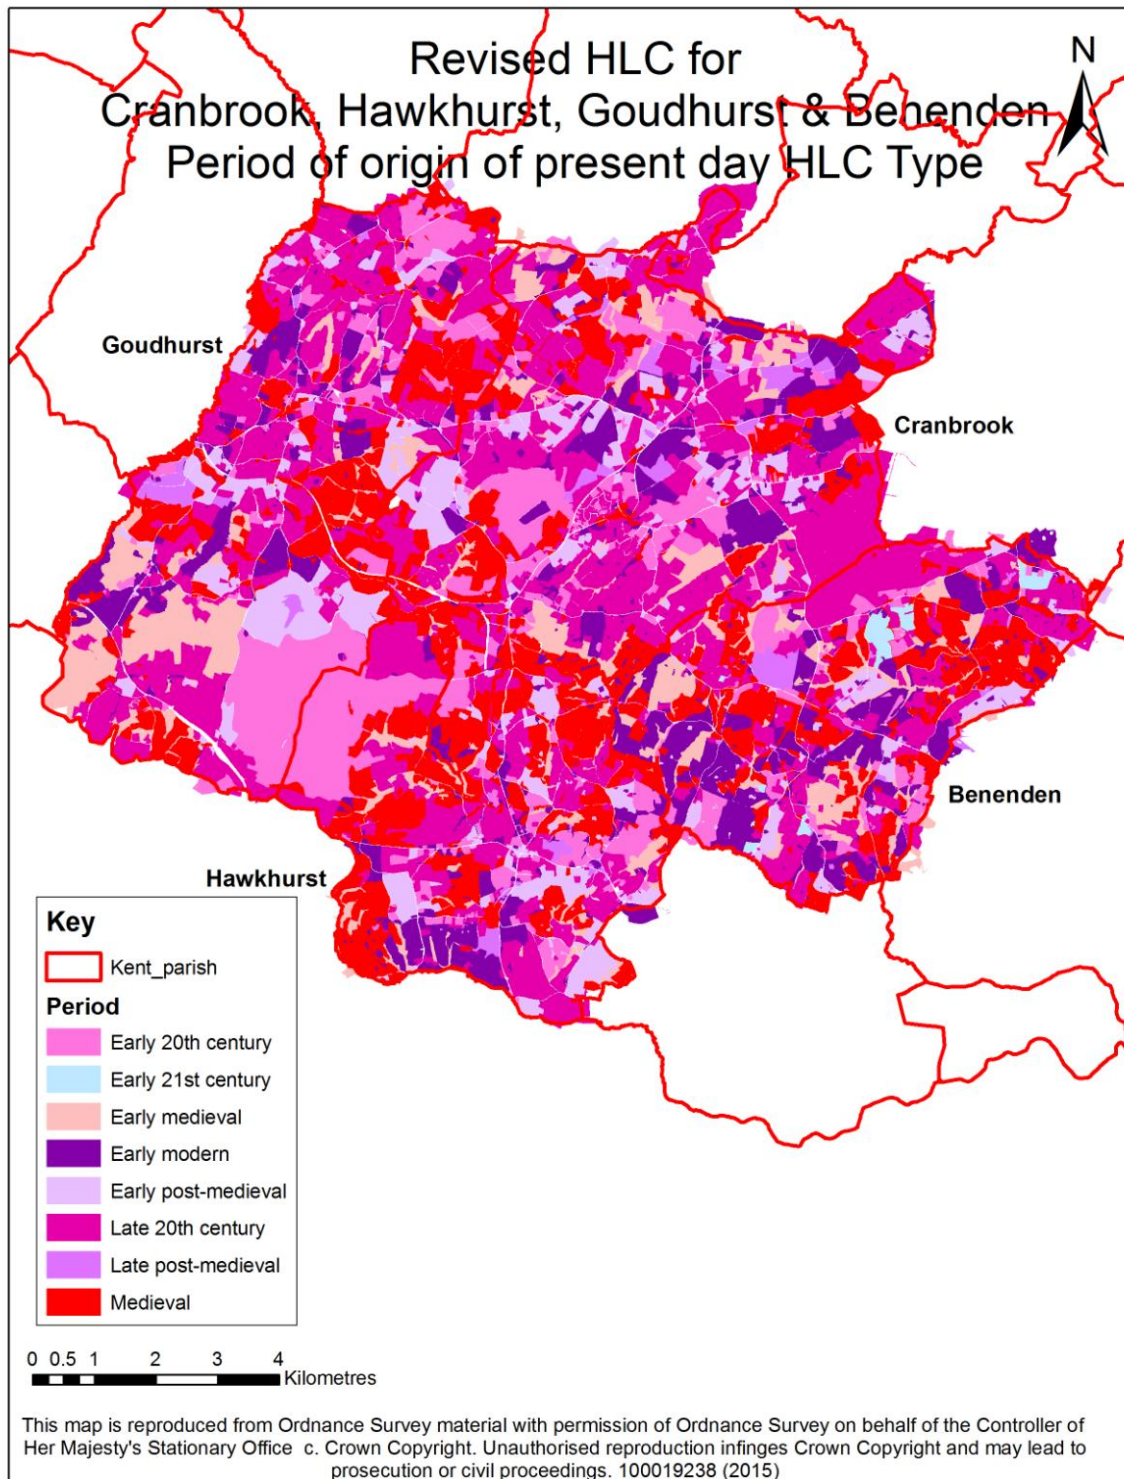 Revised HLC for
Cranbrook, Hawkhurst, Goudhurst & Benenden
Period of origin of present day HLC Type
N
Goudhurst
Cranbrook
Benenden
Hawkhurst
Key
Kent_parish
Period
Early 20th century
Early 21st century
Early medieval
Early modern
Early post-medieval
Late 20th century
Late post-medieval
Medieval
0 0.5 1 2 3 4
Kilometres
This map is reproduced from Ordnance Survey material with permission of Ordnance Survey on behalf of the Controller of
Her Majesty's Stationary Office c. Crown Copyright. Unauthorised reproduction infinges Crown Copyright and may lead to
prosecution or civil proceedings. 100019238 (2015)